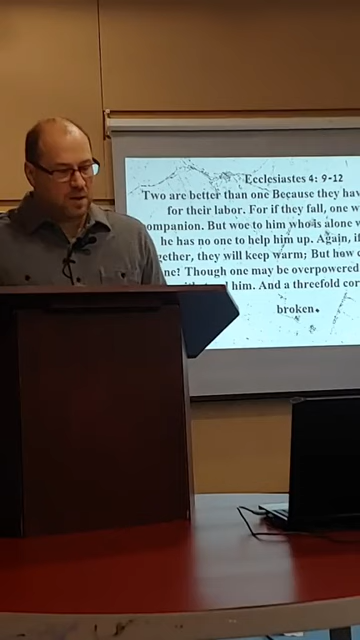 Ecclesiastes 4: 9-12
Two are better than one Because they hav
for their labor. For if they fall, one w
ompanion. But woe to him who is alone
he has no one to help him up. Again, if
gether, they will keep warm; But how
ne? Though one may be overpowered
him. And a threefold cor
broken.